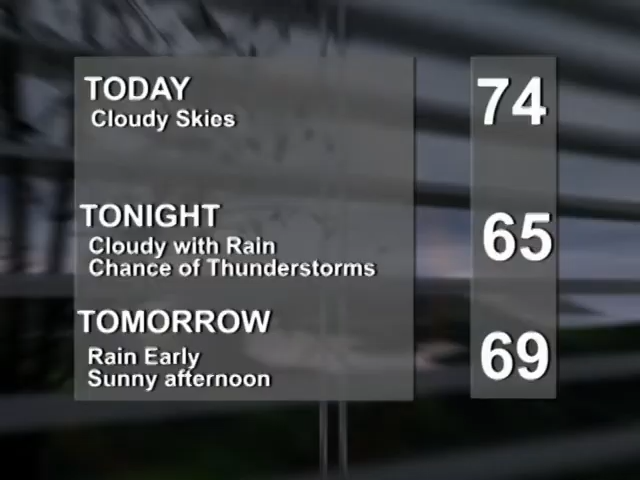 TODAY
Cloudy Skies
74
TONIGHT
Cloudy with Rain
Chance of Thunderstorms
65
TOMORROW
Rain Early
Sunny afternoon
69